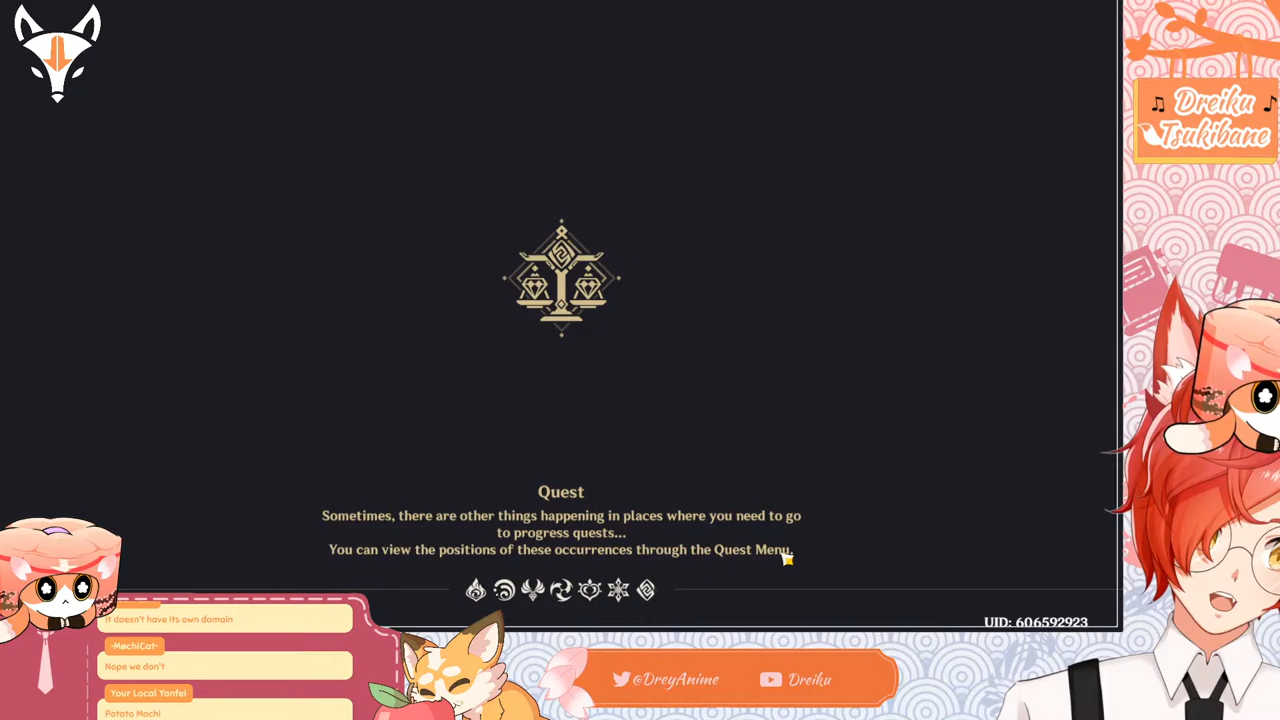 Dreiku
Tsukibane
Quest
Sometimes, there are other things happening in places where you need to go
to progress quests...
You can view the positions of these occurrences through the Quest Menu.
UID: 606592923
It doesn't have its own domain
-MøchiCat-
Nope we don't
Your Local Yanfei
Potato Mochi
@DreyAnime
Dreiku